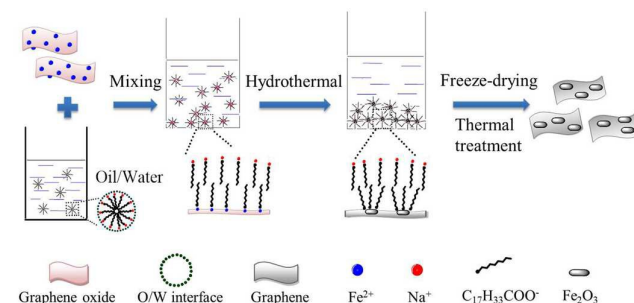 Mixing
Hydrothermal
Freeze-drying
Thermal
treatment
Oil/Water
Graphene oxide
O/W interface
Graphene
Fe²⁺
Na⁺
C₁₇H₃₃COO⁻
Fe₂O₃